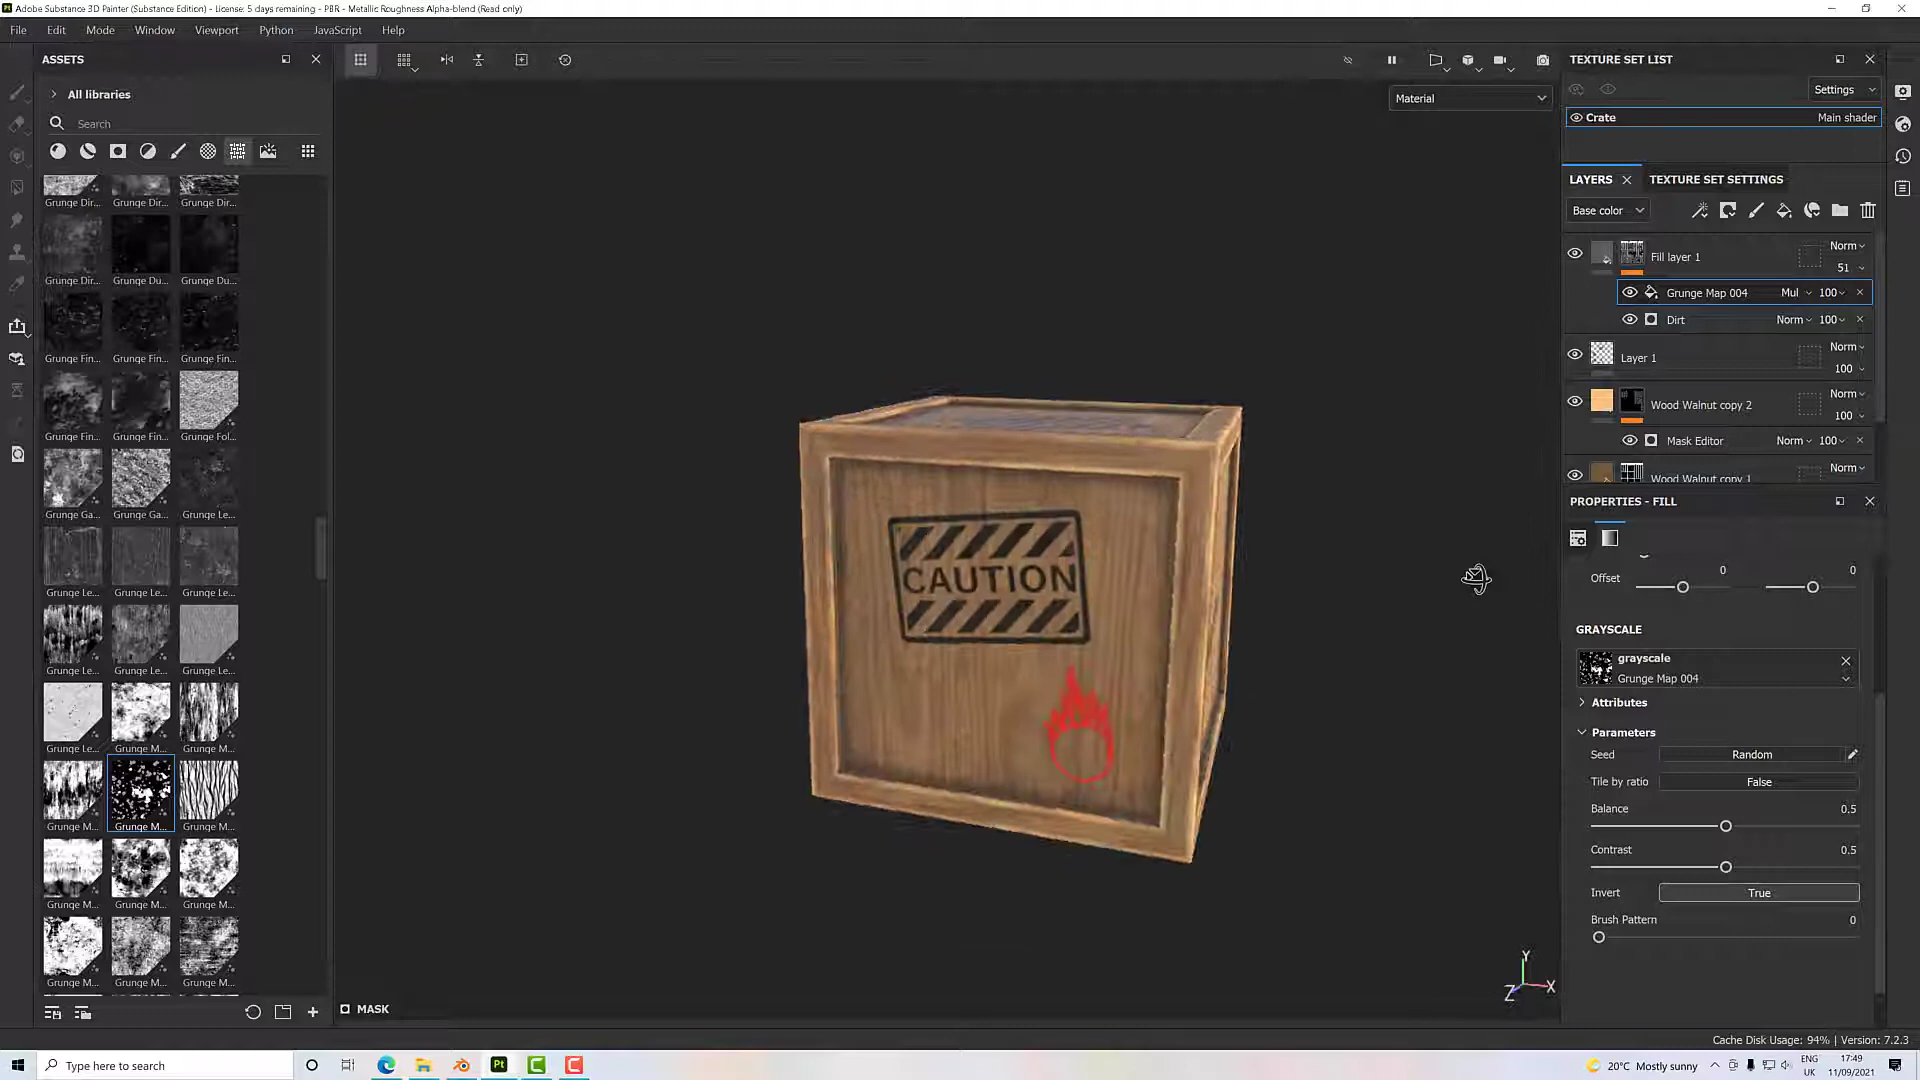 Adobe Substance 3D Painter (Substance Edition) - License: 5 days remaining - PBR - Metallic Roughness Alpha-blend (Read only)
File Edit Mode Window Viewport Python JavaScript Help
ASSETS
All libraries
Search
Grunge Dir... Grunge Dir... Grunge Dir...
Grunge Dir... Grunge Du... Grunge Du...
Grunge Fin... Grunge Fin... Grunge Fin...
Grunge Fin... Grunge Fin... Grunge Fol...
Grunge Ga... Grunge Ga... Grunge Le...
Grunge Le... Grunge Le... Grunge Le...
Grunge Le... Grunge Le... Grunge Le...
Grunge Le... Grunge M... Grunge M...
Grunge M... Grunge M... Grunge M...
Grunge M... Grunge M... Grunge M...
Grunge M... Grunge M... Grunge M...
Material
CAUTION
Y
Z X
MASK
TEXTURE SET LIST
Settings
Crate Main shader
LAYERS TEXTURE SET SETTINGS
Base color
Fill layer 1 Norm
51
Grunge Map 004 Mul 100
Dirt Norm 100
Layer 1 Norm
100
Wood Walnut copy 2 Norm
100
Mask Editor Norm 100
Wood Walnut copy 1 Norm
PROPERTIES - FILL
Offset 0 0
GRAYSCALE
grayscale
Grunge Map 004
Attributes
Parameters
Seed Random
Tile by ratio False
Balance 0.5
Contrast 0.5
Invert True
Brush Pattern 0
Cache Disk Usage: 94% | Version: 7.2.3
Type here to search
Pt
20°C Mostly sunny
ENG
UK
17:49
11/09/2021